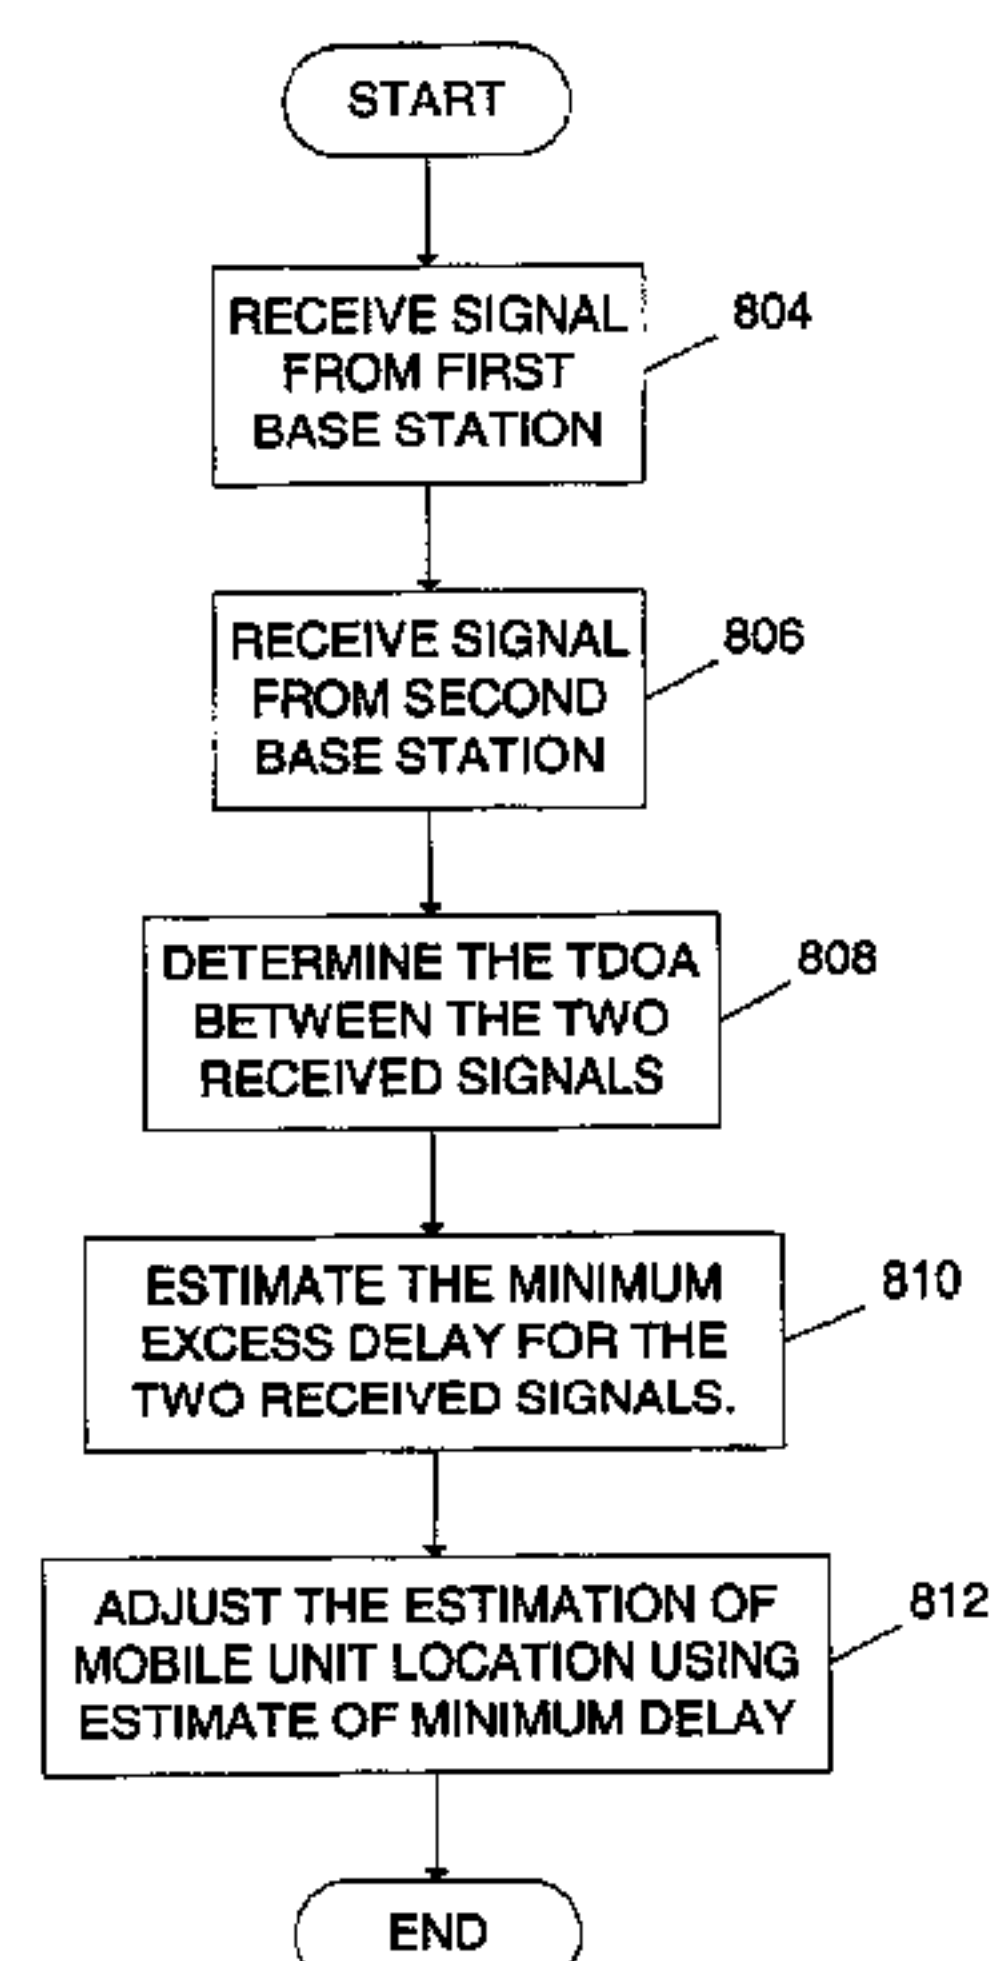 START
RECEIVE SIGNAL
FROM FIRST
BASE STATION
804
RECEIVE SIGNAL
FROM SECOND
BASE STATION
806
DETERMINE THE TDOA
BETWEEN THE TWO
RECEIVED SIGNALS
808
ESTIMATE THE MINIMUM
EXCESS DELAY FOR THE
TWO RECEIVED SIGNALS.
810
ADJUST THE ESTIMATION OF
MOBILE UNIT LOCATION USING
ESTIMATE OF MINIMUM DELAY
812
END